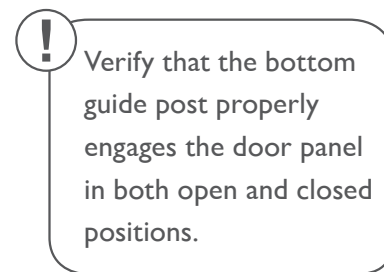 !
Verify that the bottom
guide post properly
engages the door panel
in both open and closed
positions.